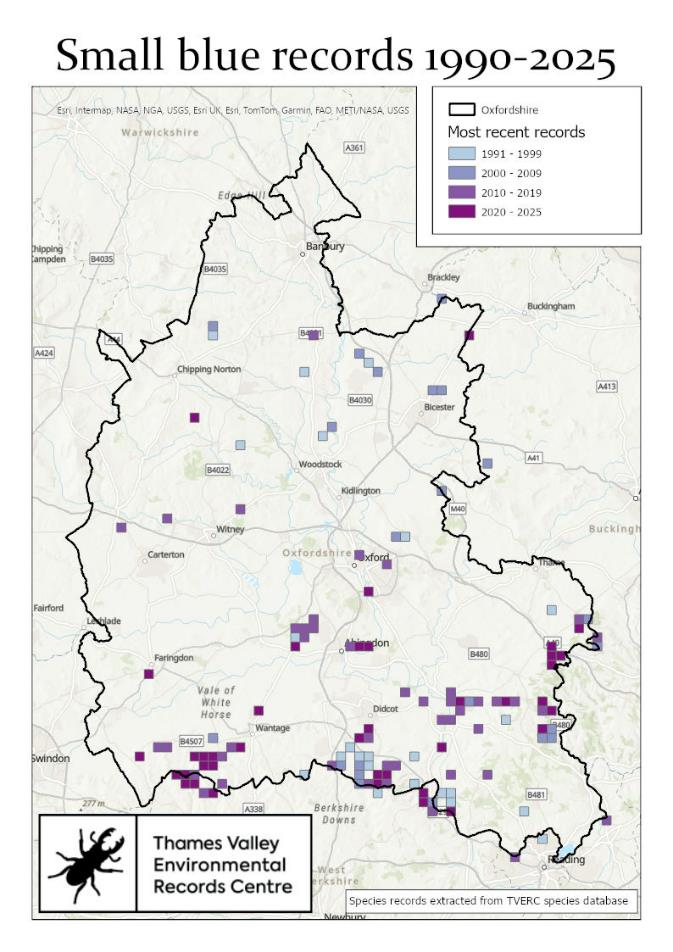 Small blue records 1990-2025
Esri, Intermap, NASA, NGA, USGS, Esri UK, Esri, TomTom, Garmin, FAO, METI/NASA, USGS
Oxfordshire
Most recent records
1991 - 1999
2000 - 2009
2010 - 2019
2020 - 2025
Warwickshire
A361
Edge Hill
Banbury
Chipping
Campden
B4035
B4035
Brackley
Buckingham
A424
Chipping Norton
A413
B4030
Bicester
A41
B4022
Woodstock
Kidlington
M40
Witney
Buckingh
Oxfordshire
Oxford
Carterton
Thame
Fairford
Lechlade
Abingdon
B480
Faringdon
Vale of
White
Horse
Didcot
Wantage
B480
B4507
Swindon
277 m
A338
Berkshire
Downs
B481
Reading
West
erkshire
Newbury
Thames Valley
Environmental
Records Centre
Species records extracted from TVERC species database